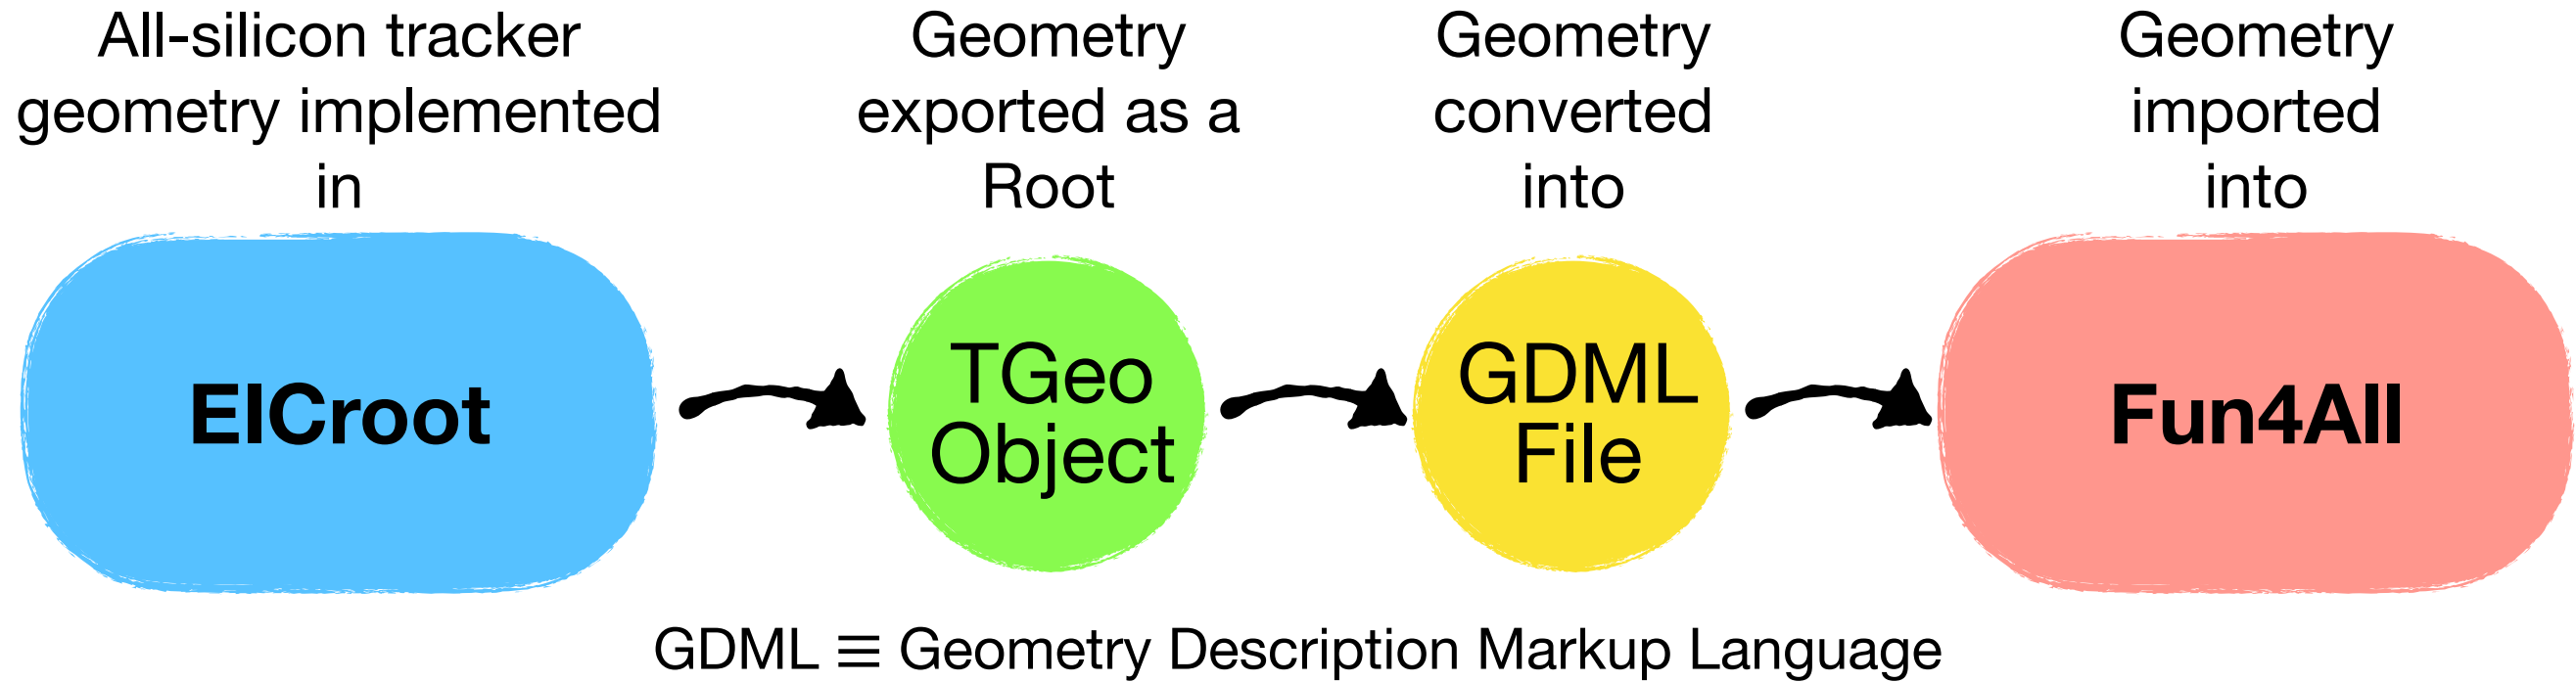 All-silicon tracker
geometry implemented
in
EICroot
Geometry
exported as a
Root
TGeo
Object
Geometry
converted
into
GDML
File
Geometry
imported
into
Fun4All
GDML ≡ Geometry Description Markup Language